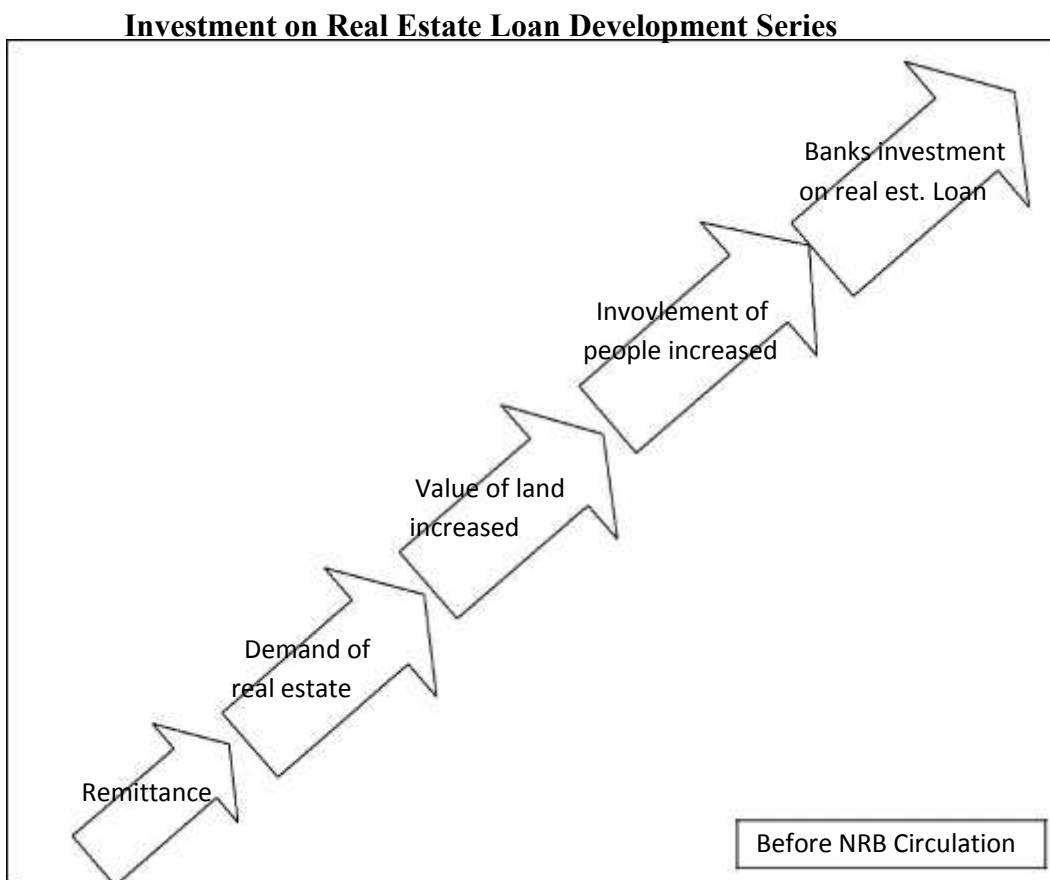 Investment on Real Estate Loan Development Series
Banks investment
on real est. Loan
Invovlement of
people increased
Value of land
increased
Demand of
real estate
Remittance
Before NRB Circulation